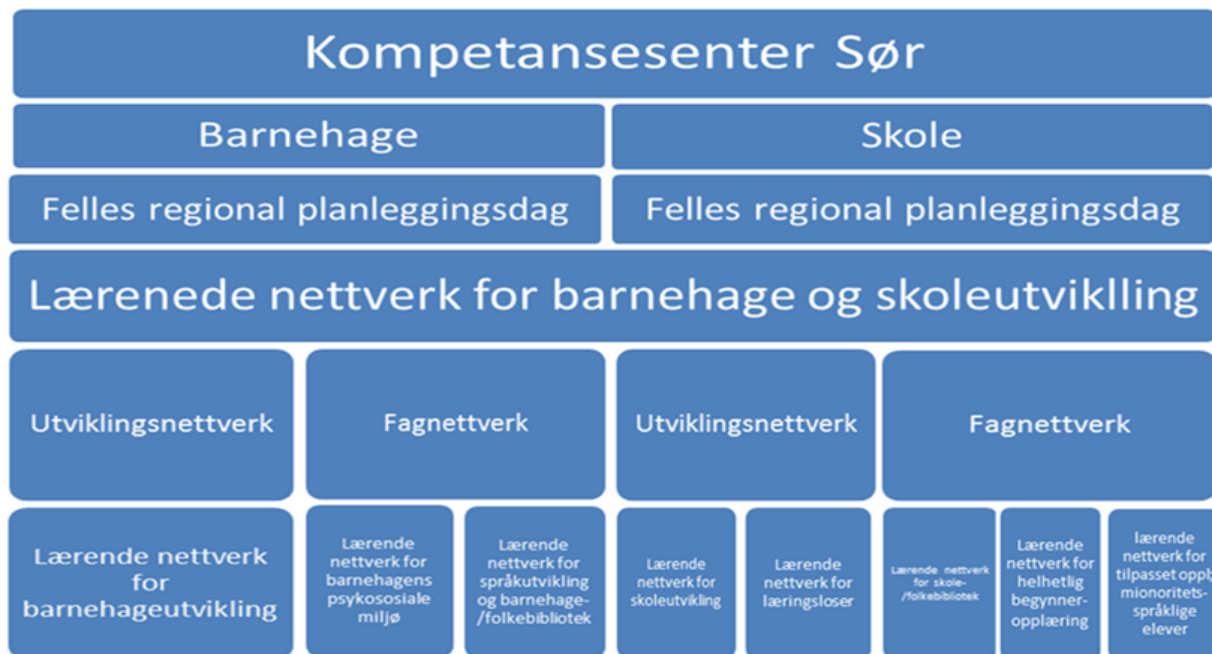 Kompetansesenter Sør
Barnehage
Skole
Felles regional planleggingsdag
Felles regional planleggingsdag
Lærenede nettverk for barnehage og skoleutviklling
Utviklingsnettverk
Fagnettverk
Utviklingsnettverk
Fagnettverk
Lærende nettverk
for
barnehageutvikling
Lærende
nettverk for
barnehagens
psykososiale
miljø
Lærende
nettverk for
språkutvikling
og barnehage-
/folkebibliotek
Lærende
nettverk for
skoleutvikling
Lærende
nettverk for
læringsloser
Lærende nettverk
for skole-
/folkebibliotek
Lærende
nettverk for
helhetlig
begynner-
opplæring
lærende
nettverk for
tilpasset oppl;
mionoritets-
språklige
elever